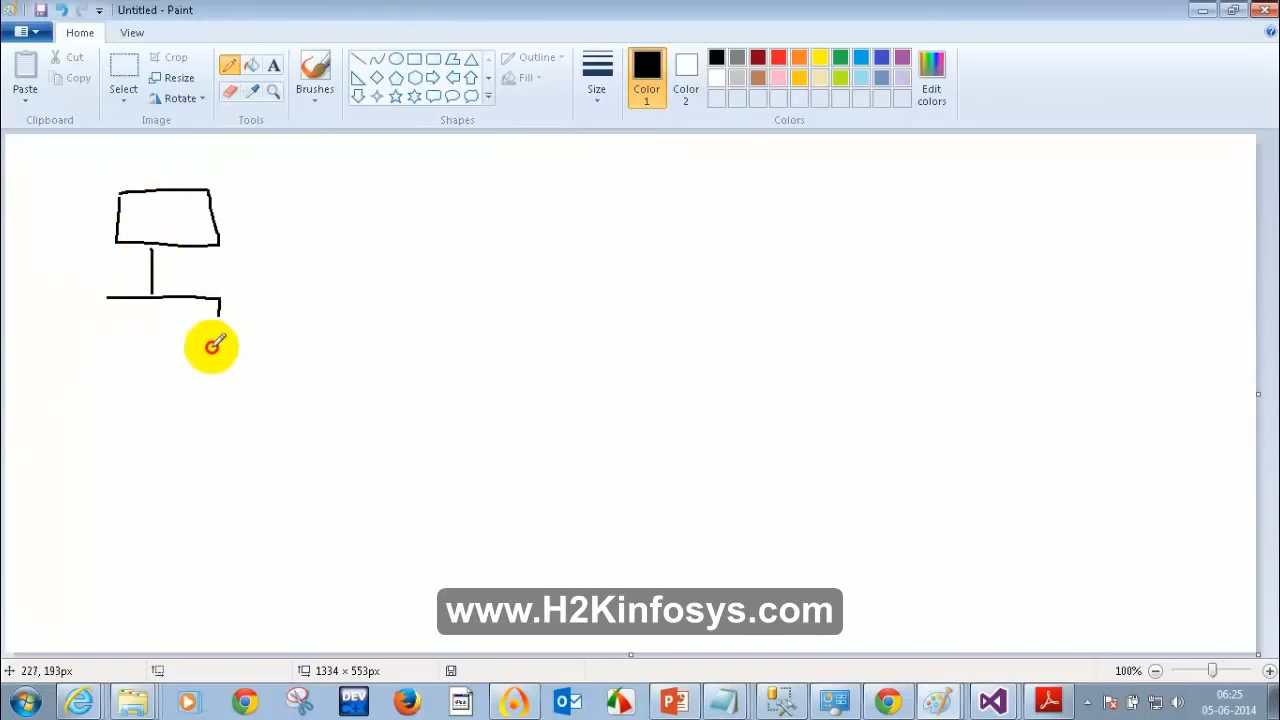 Untitled - Paint
Home
View
Paste
Cut
Copy
Clipboard
Select
Crop
Resize
Rotate
Image
A
Tools
Brushes
Outline
Fill
Shapes
Size
Color 1
Color 2
Edit colors
Colors
www.H2Kinfosys.com
227, 193px
1334 × 553px
100%
DEV
06:25
05-06-2014